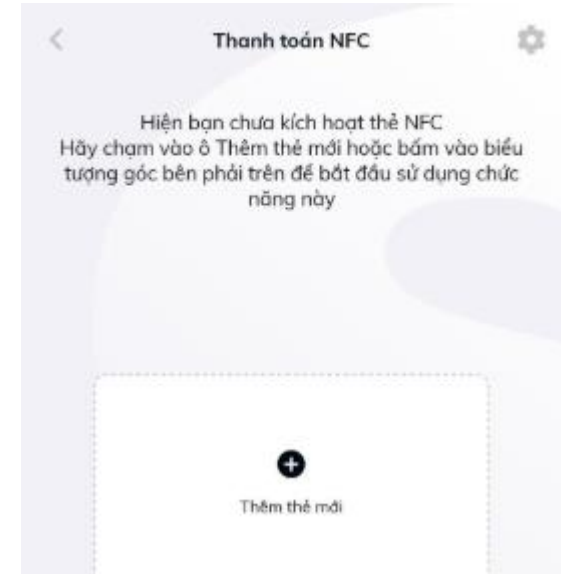 Thanh toán NFC
Hiện bạn chưa kích hoạt thẻ NFC
Hãy chạm vào ô Thêm thẻ mới hoặc bấm vào biểu
tượng góc bên phải trên để bắt đầu sử dụng chức
năng này
Thêm thẻ mới